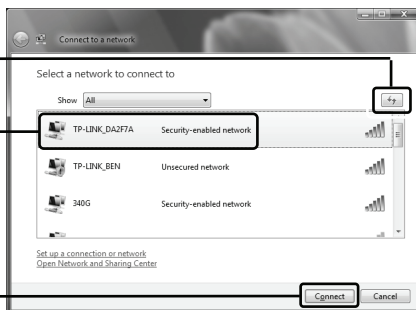 Connect to a network
Select a network to connect to
Show All
TP-LINK_DA2F7A Security-enabled network
TP-LINK_BEN Unsecured network
340G Security-enabled network
Set up a connection or network
Open Network and Sharing Center
Connect Cancel